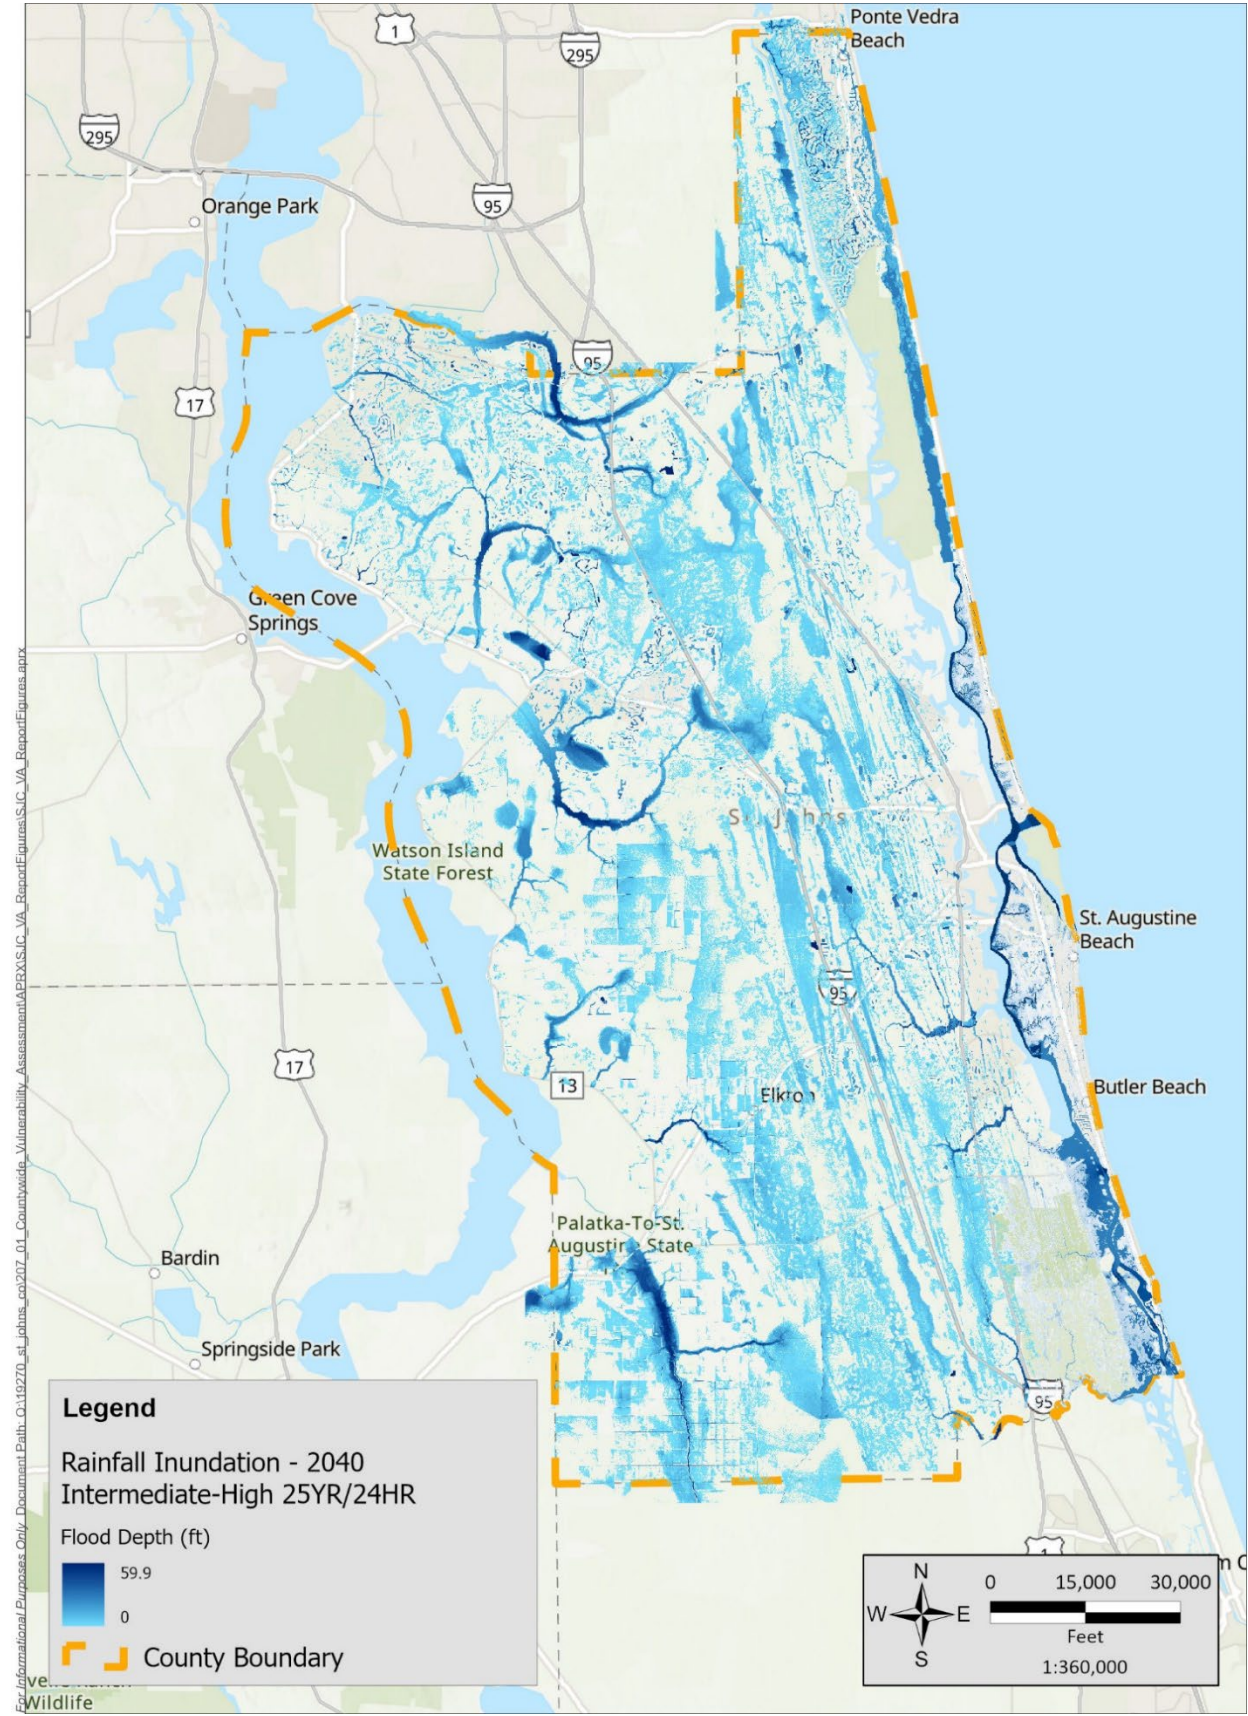 Ponte Vedra
Beach
1
295
295
95
Orange Park
95
17
Green Cove
Springs
St. Johns
Watson Island
State Forest
St. Augustine
Beach
95
17
13
Elkton
Butler Beach
Palatka-To-St.
Augustine State
Bardin
Springside Park
95
1
Legend
Rainfall Inundation - 2040
Intermediate-High 25YR/24HR
Flood Depth (ft)
59.9
0
County Boundary
Wildlife
N
W
E
S
0 15,000 30,000
Feet
1:360,000
For Informational Purposes Only